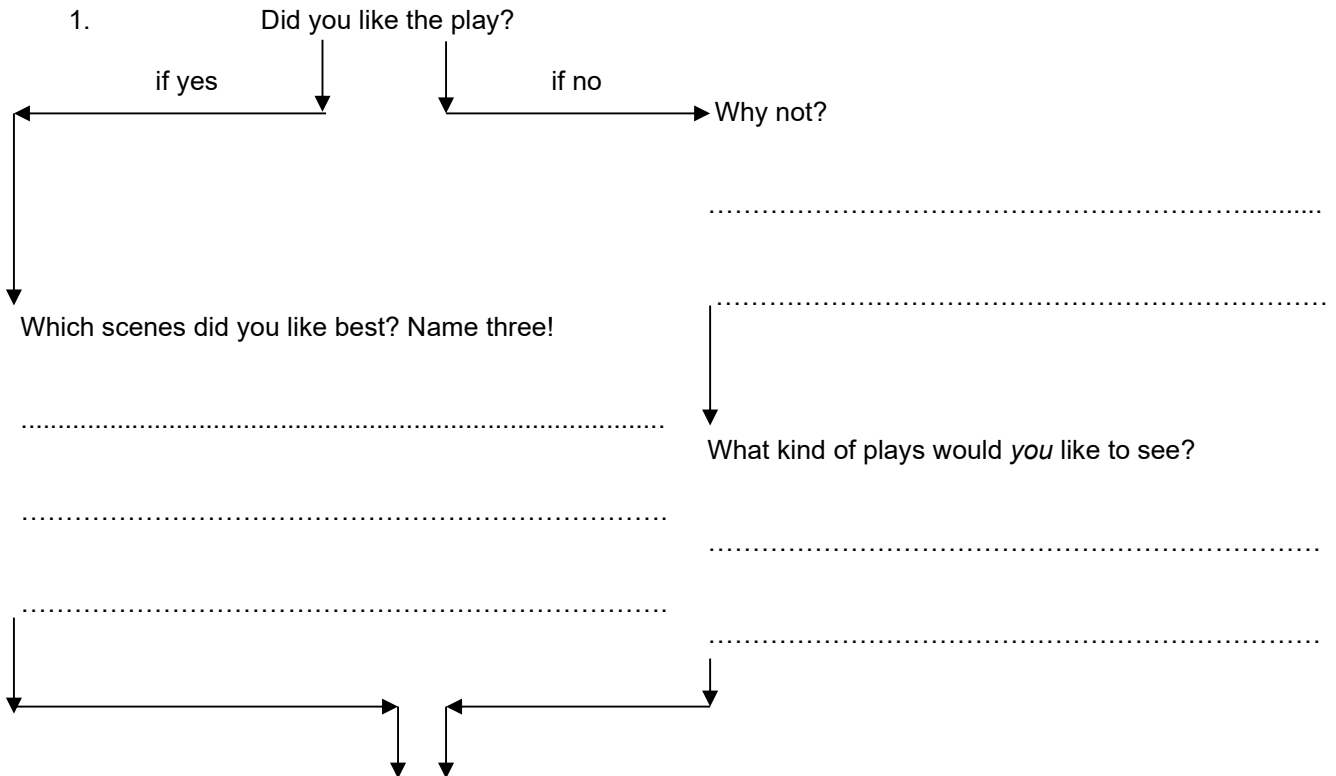 1. Did you like the play?
if yes
if no
Why not?
……………………………………………………………...........
……………………………………………………………………
Which scenes did you like best? Name three!
........................................................................................
………………………………………………………………………
………………………………………………………………………
What kind of plays would you like to see?
……………………………………………………………………
……………………………………………………………………